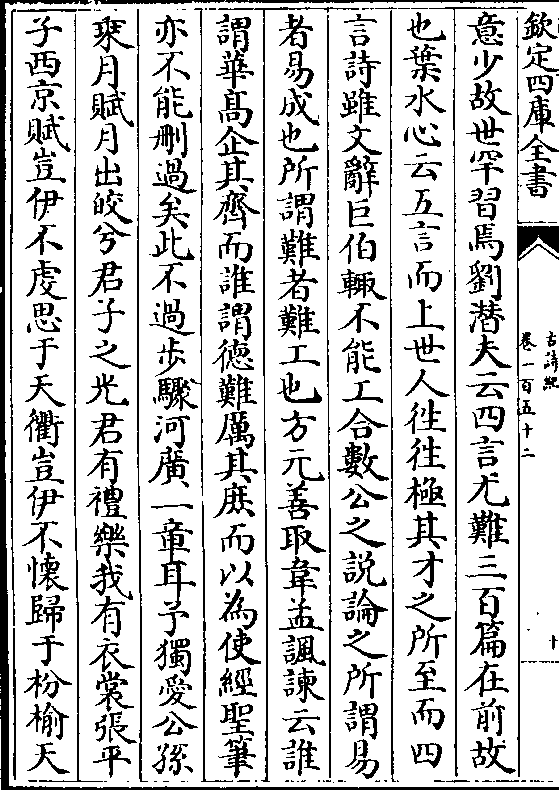 欽定四庫全書
古詩紀
卷一百五十二
十
意少故世罕習焉劉潜夫云四言尤難三百篇在前故
也葉水心云五言而上世人徃徃極其才之所至而四
言詩雖文辭巨伯輙不能工合數公之説論之所謂易
者易成也所謂難者難工也方元善取韋孟諷諫云誰
謂華髙企其齊而誰謂德難厲其庶而以為使經聖筆
亦不能刪過矣此不過步驟河廣一章耳予獨愛公孫
乘月賦月出皎兮君子之光君有禮樂我有衣裳張平
子西京賦豈伊不虔思于天衢豈伊不懷歸于枌榆天